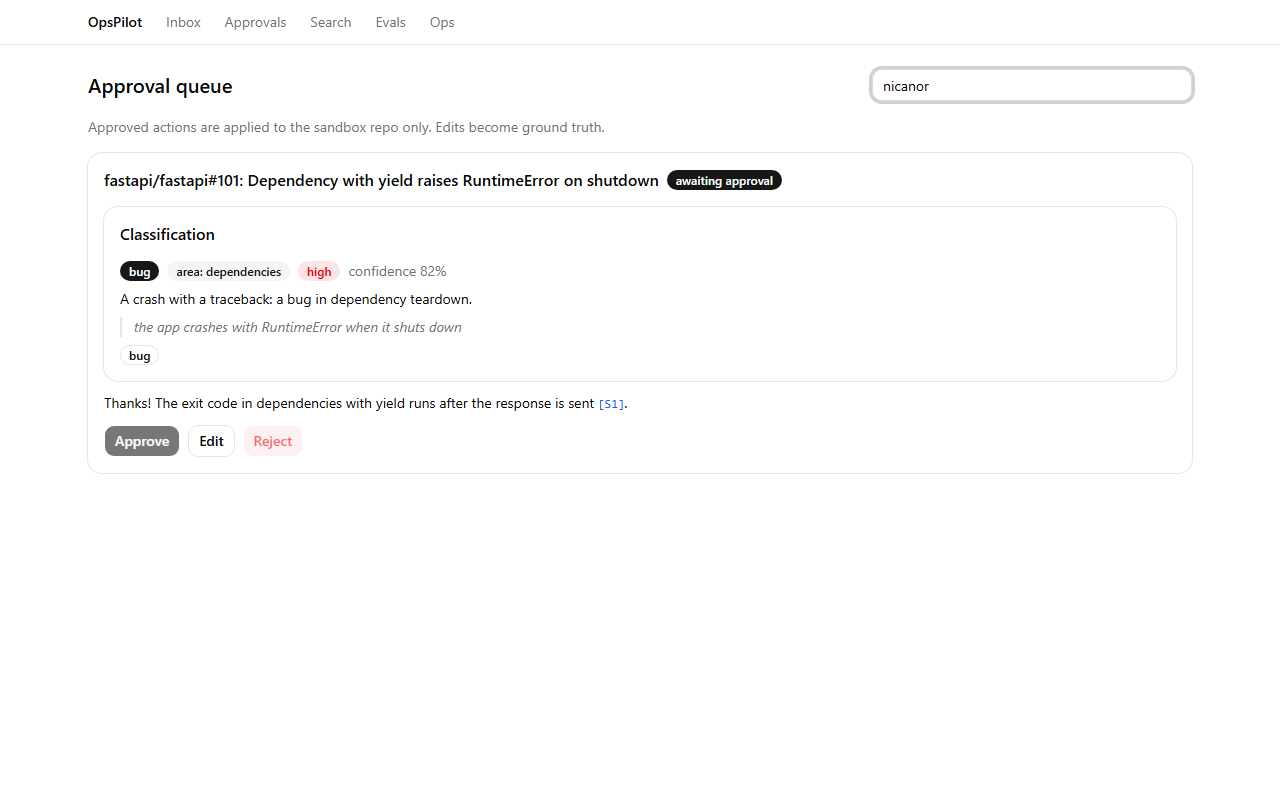 OpsPilot Inbox Approvals Search Evals Ops
Approval queue
nicanor
Approved actions are applied to the sandbox repo only. Edits become ground truth.
fastapi/fastapi#101: Dependency with yield raises RuntimeError on shutdown awaiting approval
Classification
bug area: dependencies high confidence 82%
A crash with a traceback: a bug in dependency teardown.
the app crashes with RuntimeError when it shuts down
bug
Thanks! The exit code in dependencies with yield runs after the response is sent [S1].
Approve Edit Reject